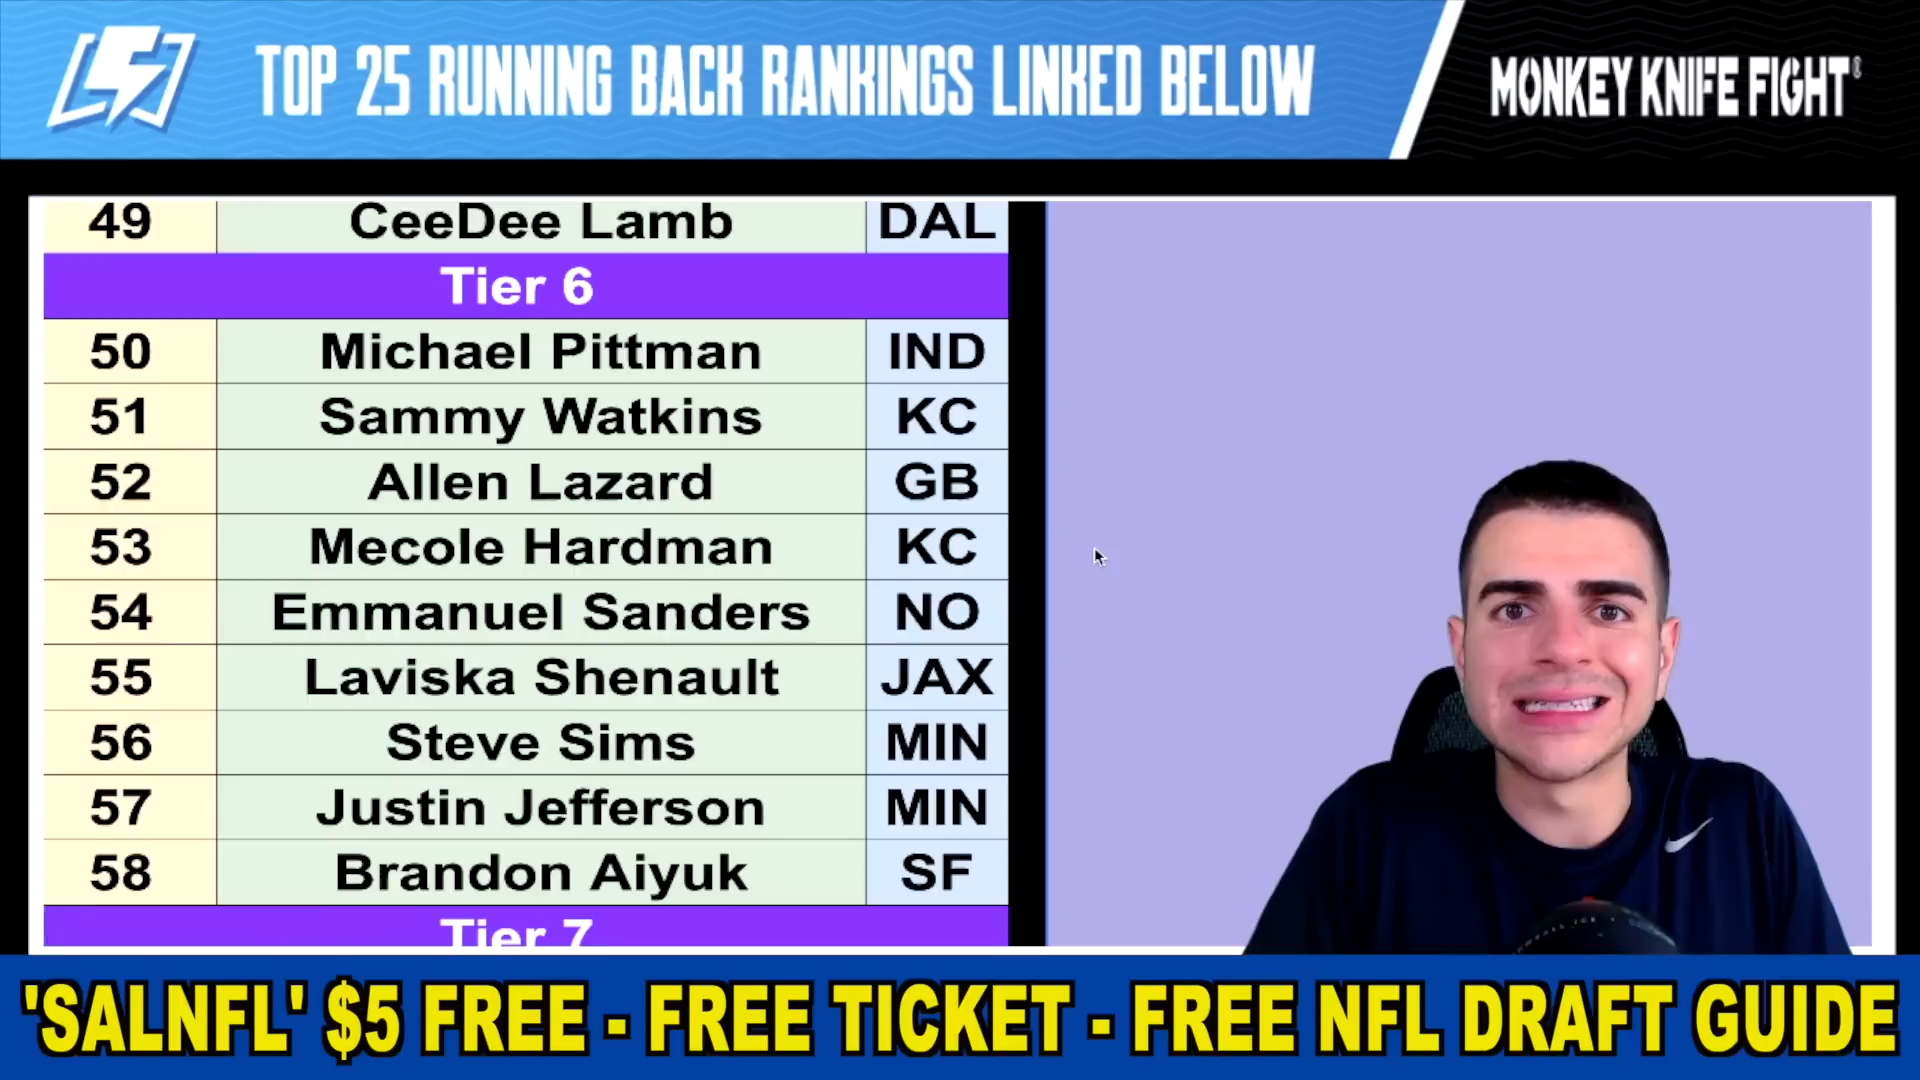 TOP 25 RUNNING BACK RANKINGS LINKED BELOW
MONKEY KNIFE FIGHT®
49 CeeDee Lamb DAL
Tier 6
50 Michael Pittman IND
51 Sammy Watkins KC
52 Allen Lazard GB
53 Mecole Hardman KC
54 Emmanuel Sanders NO
55 Laviska Shenault JAX
56 Steve Sims MIN
57 Justin Jefferson MIN
58 Brandon Aiyuk SF
Tier 7
'SALNFL' $5 FREE - FREE TICKET - FREE NFL DRAFT GUIDE